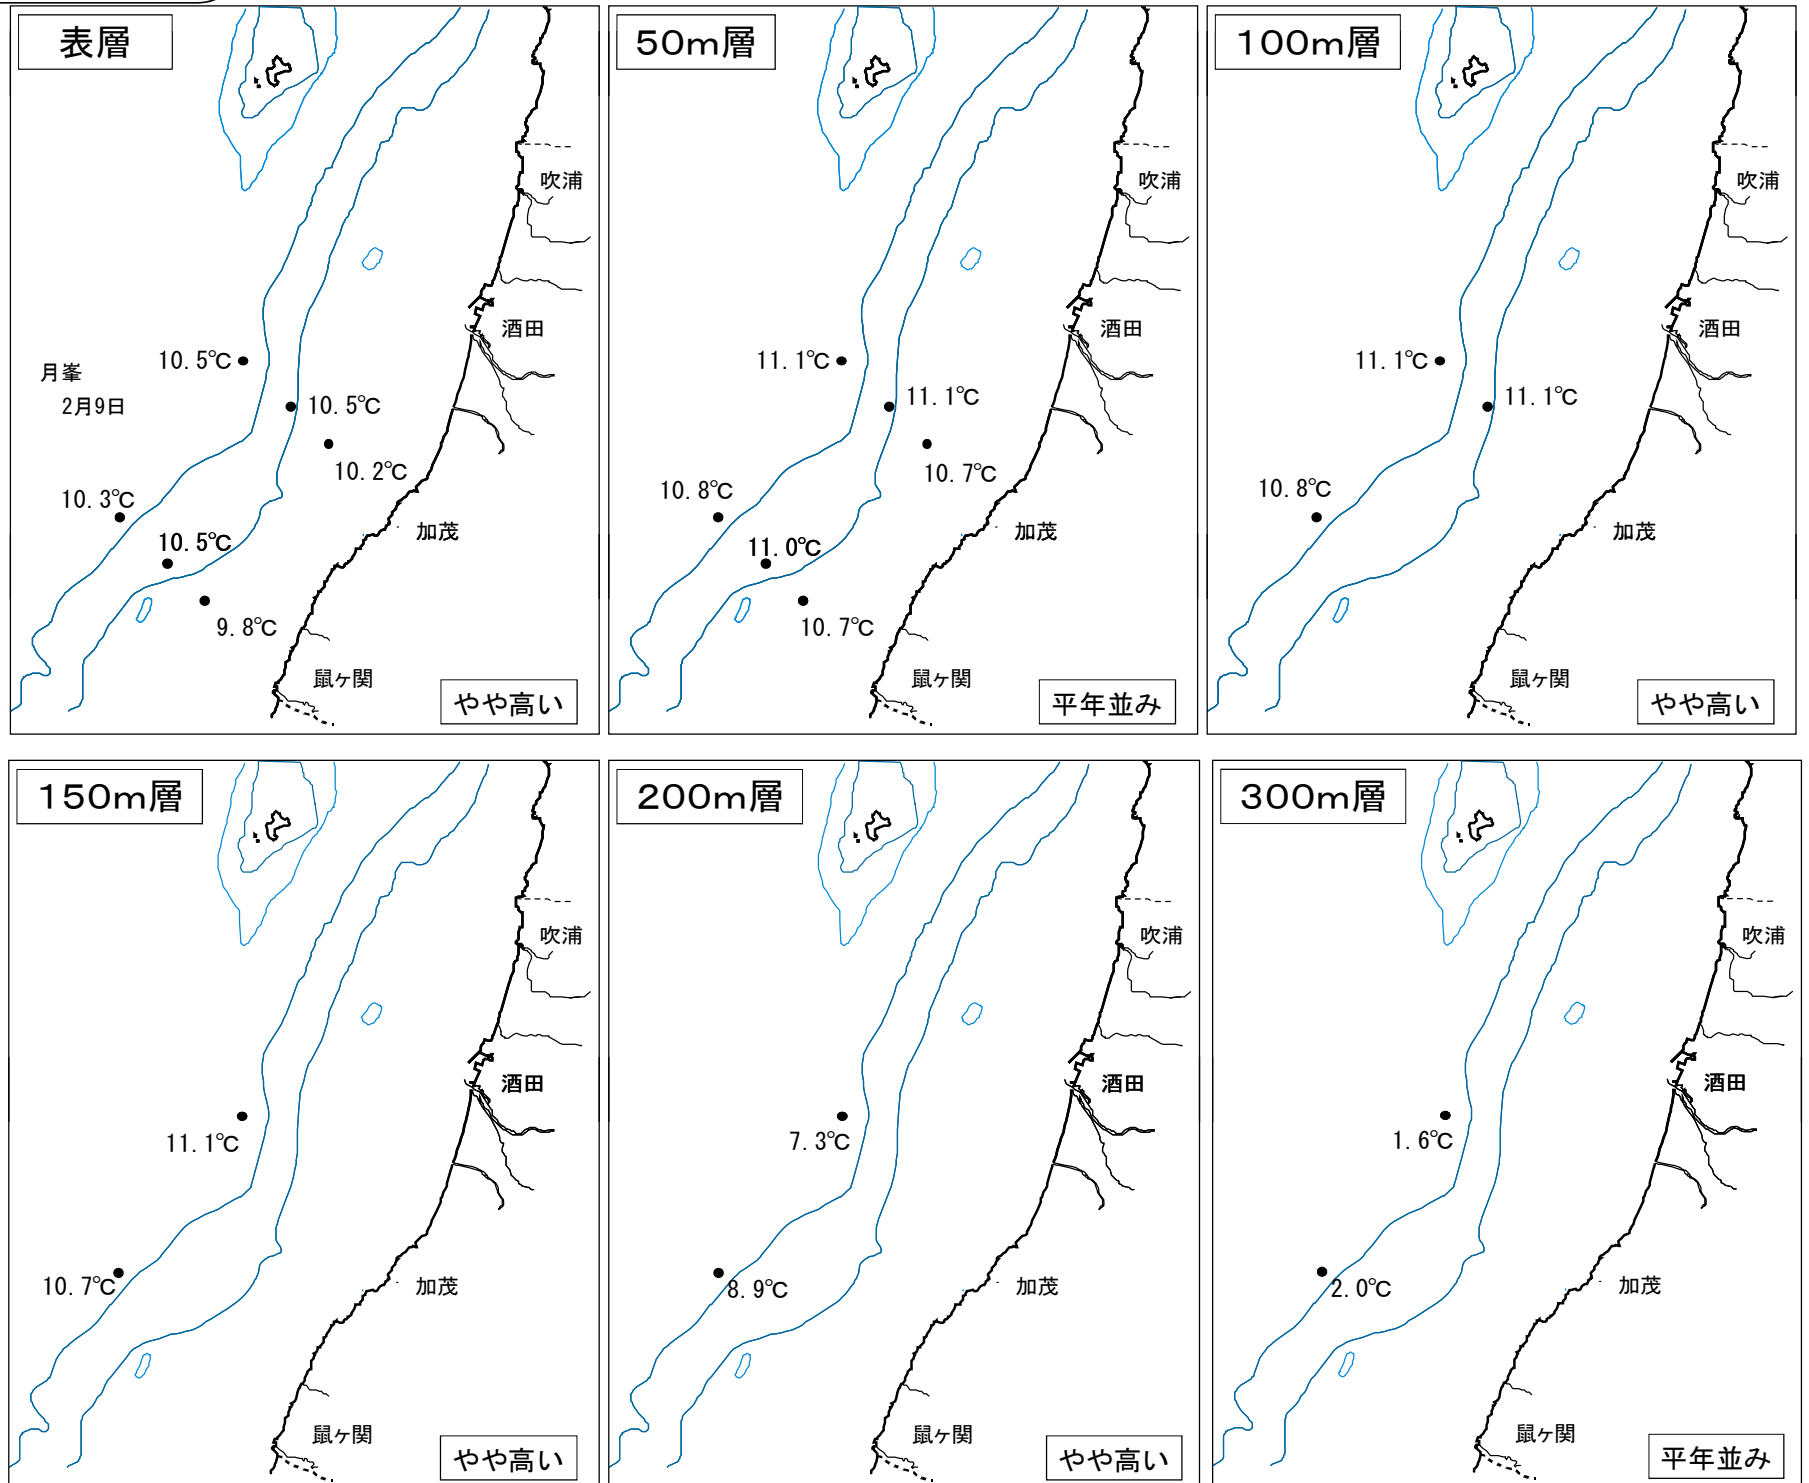 表層
吹浦
酒田
10.5℃
月峯
2月9日
10.5℃
10.2℃
10.3℃
10.5℃
加茂
9.8℃
鼠ヶ関
やや高い
50m層
吹浦
酒田
11.1℃
11.1℃
10.7℃
10.8℃
11.0℃
加茂
10.7℃
鼠ヶ関
平年並み
100m層
吹浦
酒田
11.1℃
11.1℃
10.8℃
加茂
鼠ヶ関
やや高い
150m層
吹浦
酒田
11.1℃
10.7℃
加茂
鼠ヶ関
やや高い
200m層
吹浦
酒田
7.3℃
8.9℃
加茂
鼠ヶ関
やや高い
300m層
吹浦
酒田
1.6℃
2.0℃
加茂
鼠ヶ関
平年並み